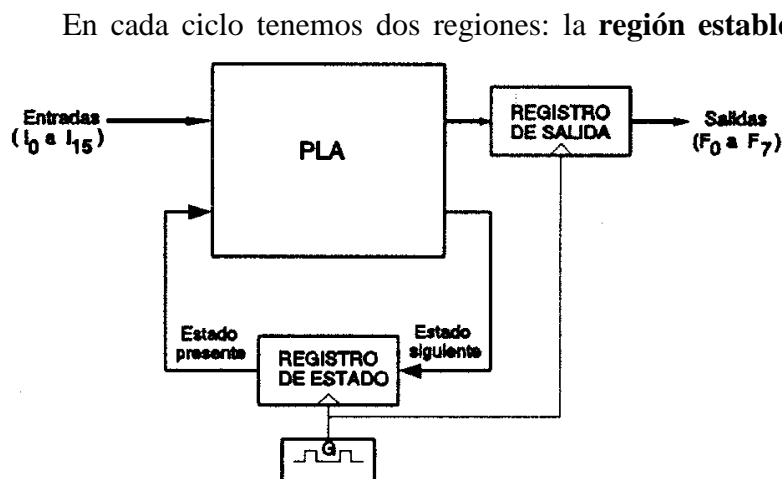 En cada ciclo tenemos dos regiones: la región estable
Entradas
( I0 a I15 )
PLA
REGISTRO
DE SALIDA
Salidas
(F0 a F7)
Estado
presente
Estado
siguiente
REGISTRO
DE ESTADO
G